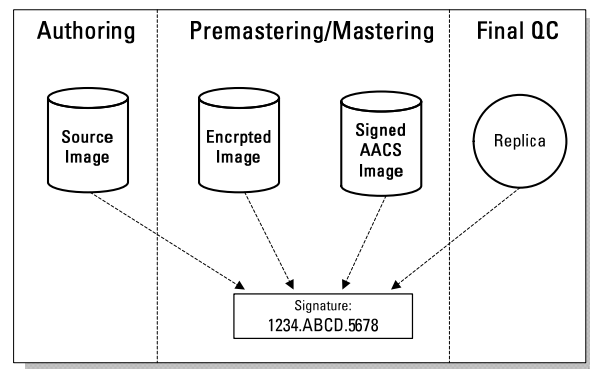 Authoring
Premastering/Mastering
Final QC
Source
Image
Encrpted
Image
Signed
AACS
Image
Replica
Signature:
1234.ABCD.5678